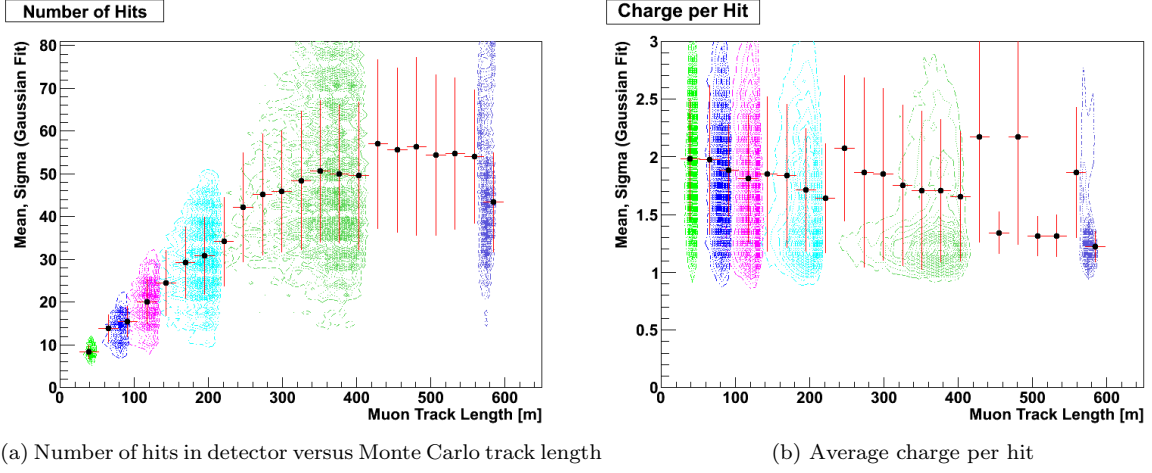 Number of Hits
Mean, Sigma (Gaussian Fit)
80
70
60
50
40
30
20
10
0
0 100 200 300 400 500 600
Muon Track Length [m]
(a) Number of hits in detector versus Monte Carlo track length
Charge per Hit
Mean, Sigma (Gaussian Fit)
3
2.5
2
1.5
1
0.5
0
0 100 200 300 400 500 600
Muon Track Length [m]
(b) Average charge per hit